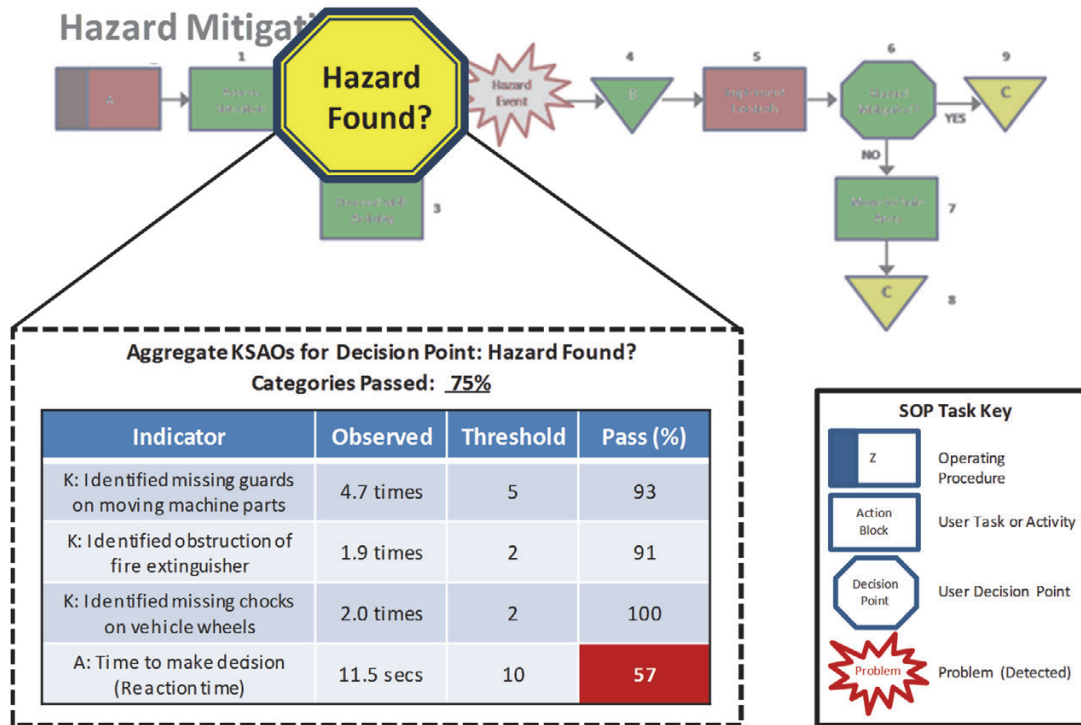 Hazard Mitigati
1
4
5
6
9
A
Hazard
Found?
Hazard
Event
B
Implement
Controls
Hazard
Mitigated?
C
YES
NO
Proceed with
Activity
3
7
C
8
Aggregate KSAOs for Decision Point: Hazard Found?
Categories Passed: 75%
Indicator Observed Threshold Pass (%)
K: Identified missing guards
on moving machine parts
4.7 times 5 93
K: Identified obstruction of
fire extinguisher
1.9 times 2 91
K: Identified missing chocks
on vehicle wheels
2.0 times 2 100
A: Time to make decision
(Reaction time)
11.5 secs 10 57
SOP Task Key
Z
Operating
Procedure
Action
Block
User Task or Activity
Decision
Point
User Decision Point
Problem
Problem (Detected)